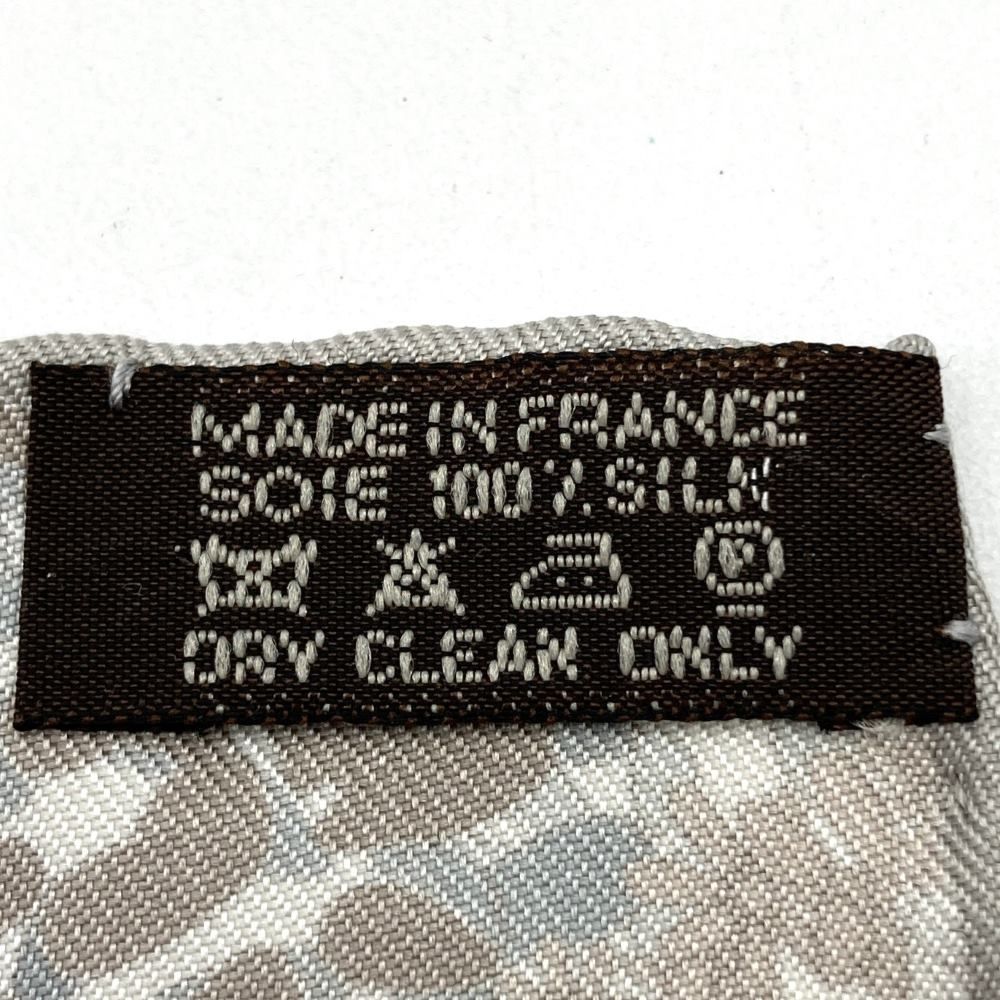 MADE IN FRANCE
SOIE 100% SILK
DRY CLEAN ONLY